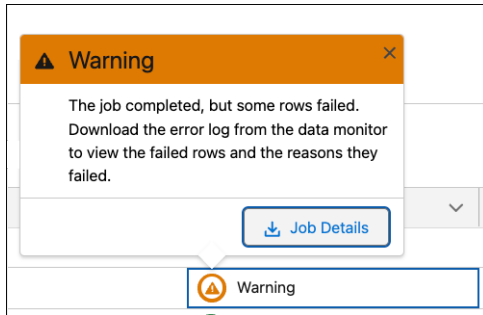 Warning
The job completed, but some rows failed.
Download the error log from the data monitor
to view the failed rows and the reasons they
failed.
Job Details
Warning